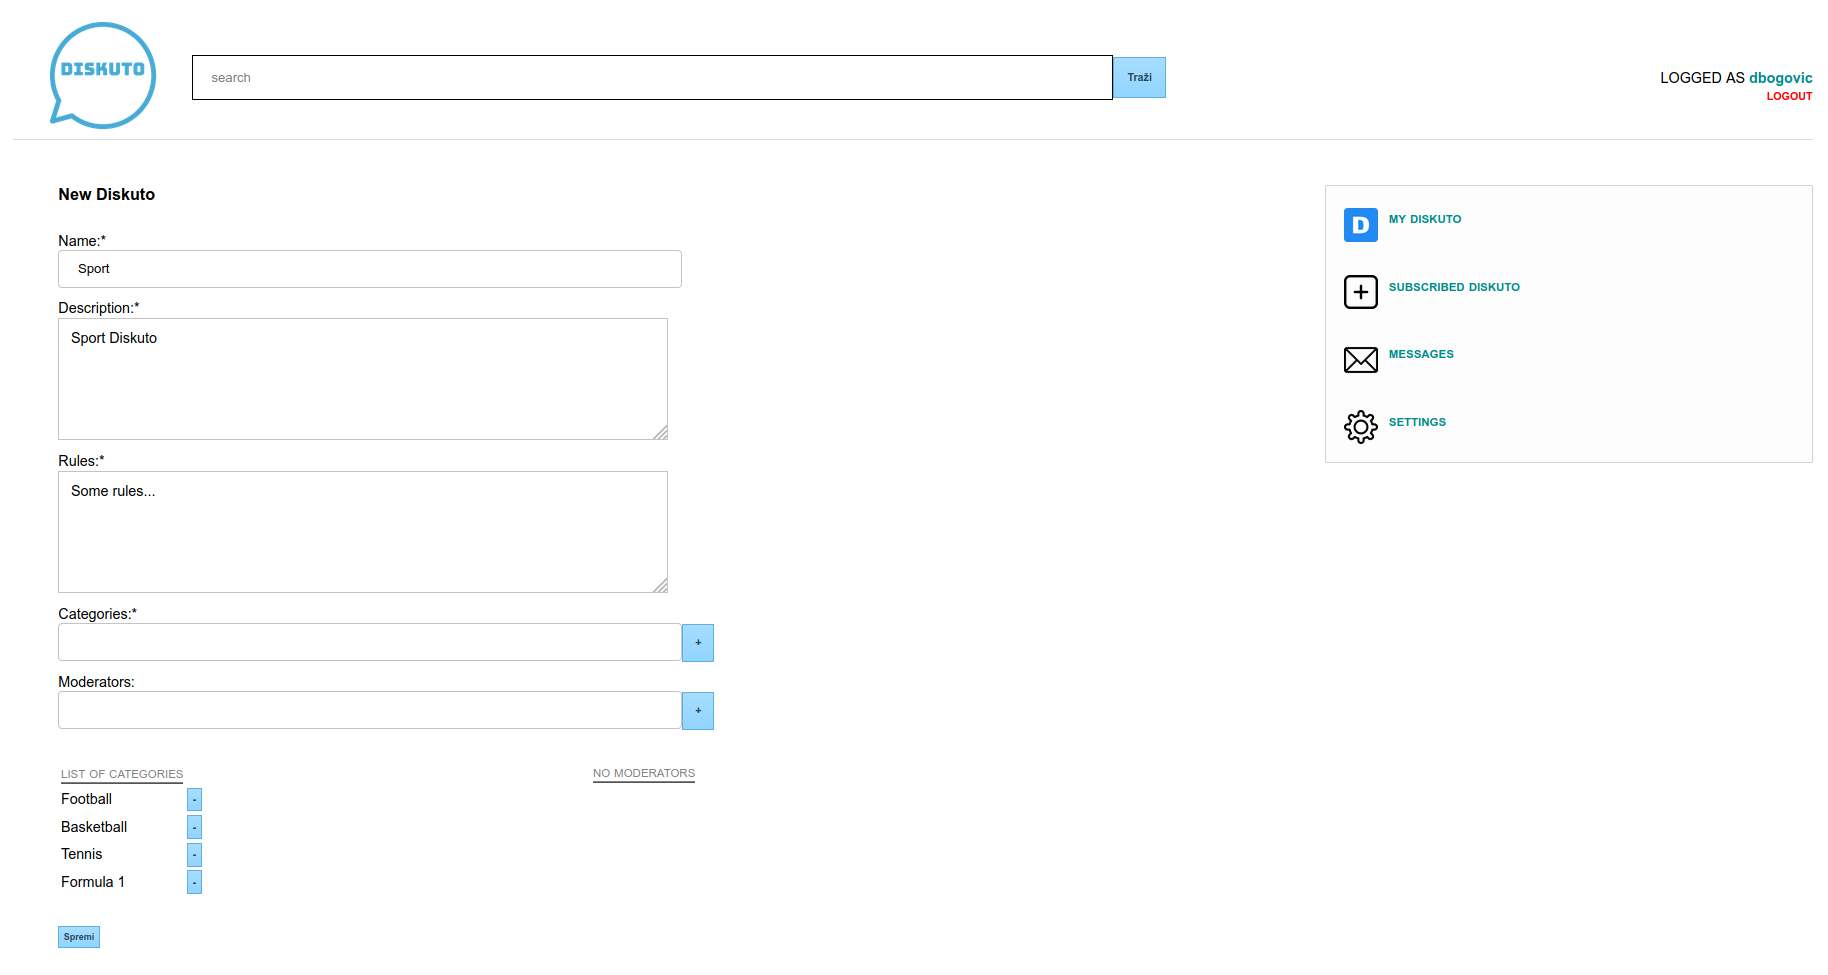 DISKUTO
search
Traži
LOGGED AS dbogovic
LOGOUT
New Diskuto
Name:*
Sport
Description:*
Sport Diskuto
Rules:*
Some rules...
Categories:*
+
Moderators:
+
LIST OF CATEGORIES
Football -
Basketball -
Tennis -
Formula 1 -
NO MODERATORS
Spremi
D MY DISKUTO
SUBSCRIBED DISKUTO
MESSAGES
SETTINGS